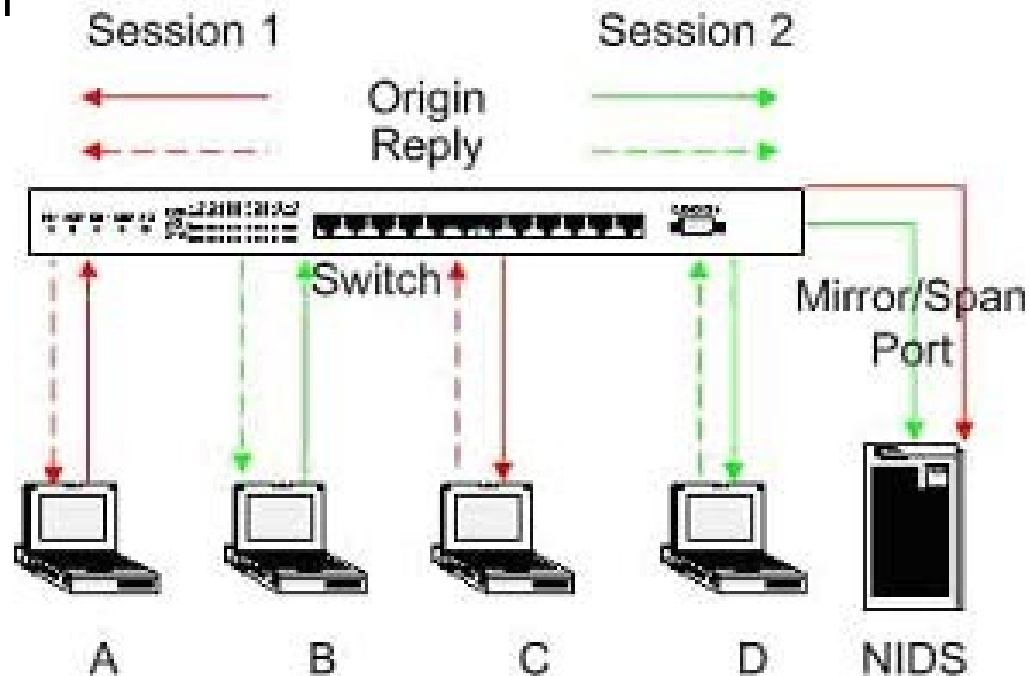 Session 1 Session 2
Origin
Reply
Switch
Mirror/Span
Port
A B C D NIDS